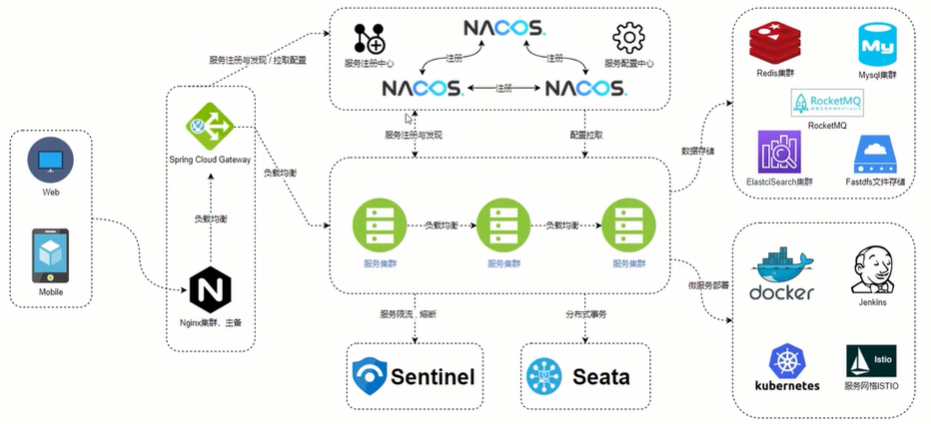 NACOS.
服务注册中心
注册
注册
服务配置中心
服务注册与发现 / 拉取配置
NACOS.
注册
NACOS.
Redis集群
My
Mysql集群
RocketMQ
RocketMQ
ElastciSearch集群
Fastdfs文件存储
Spring Cloud Gateway
服务注册与发现
配置拉取
数据存储
Web
负载均衡
负载均衡
负载均衡
负载均衡
服务集群
服务集群
服务集群
Mobile
N
Nginx集群，主备
微服务部署
docker
Jenkins
服务限流，熔断
分布式事务
Sentinel
Seata
kubernetes
Istio
服务网格ISTIO